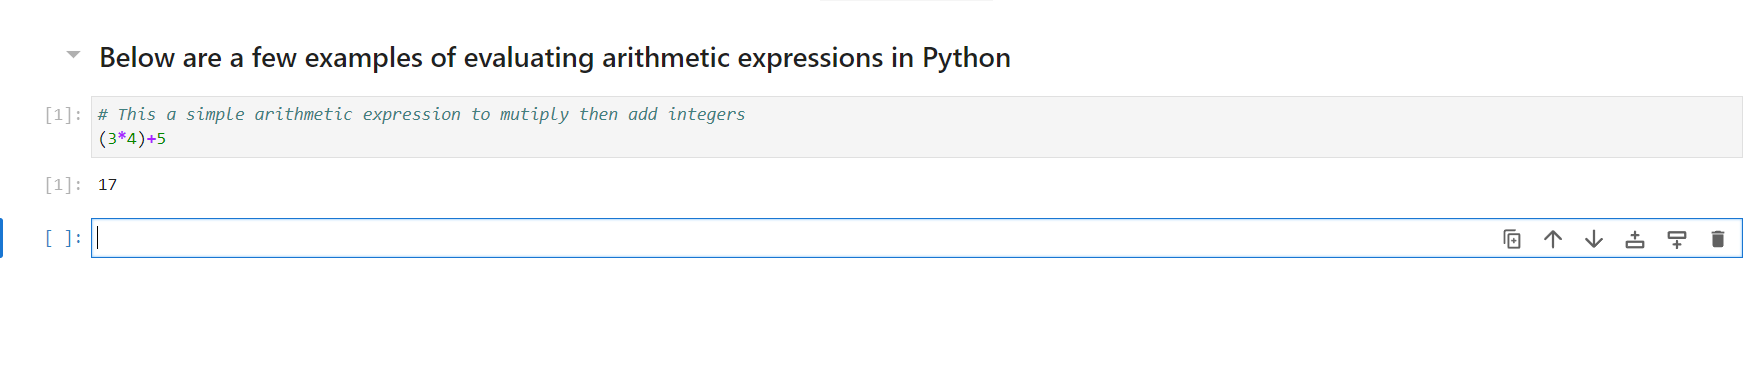 Below are a few examples of evaluating arithmetic expressions in Python
[1]: # This a simple arithmetic expression to mutiply then add integers
(3*4)+5
[1]: 17
[ ]: